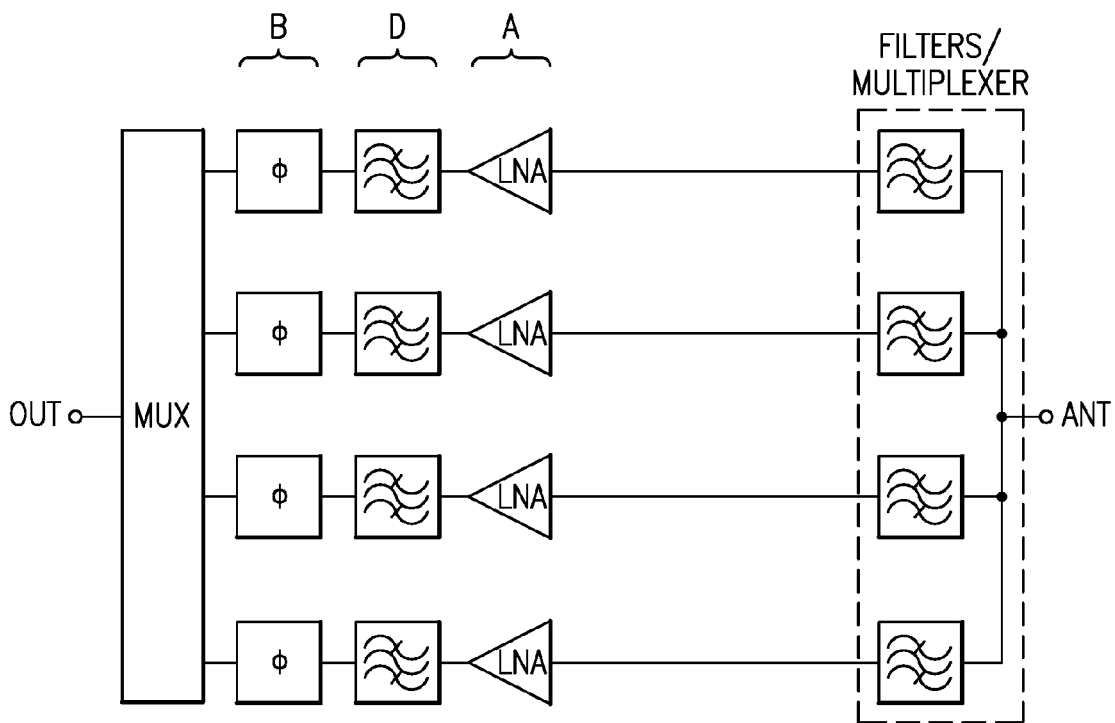 B D A
FILTERS/
MULTIPLEXER
ϕ LNA
ϕ LNA
OUT MUX ANT
ϕ LNA
ϕ LNA